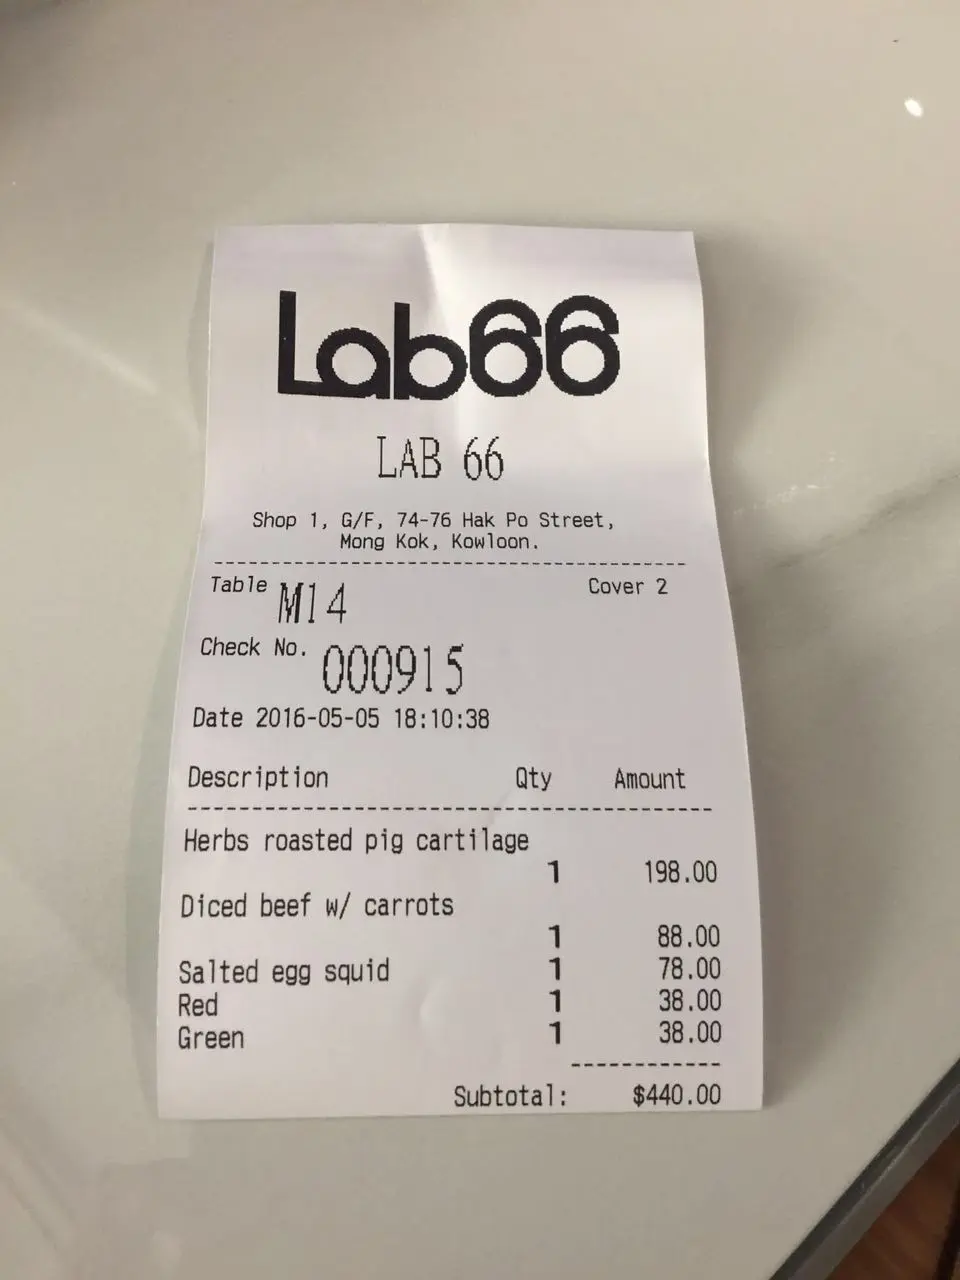 Lab66
LAB 66
Shop 1, G/F, 74-76 Hak Po Street,
Mong Kok, Kowloon.
Table M14 Cover 2
Check No. 000915
Date 2016-05-05 18:10:38
Description Qty Amount
Herbs roasted pig cartilage
1 198.00
Diced beef w/ carrots
1 88.00
Salted egg squid 1 78.00
Red 1 38.00
Green 1 38.00
Subtotal: $440.00